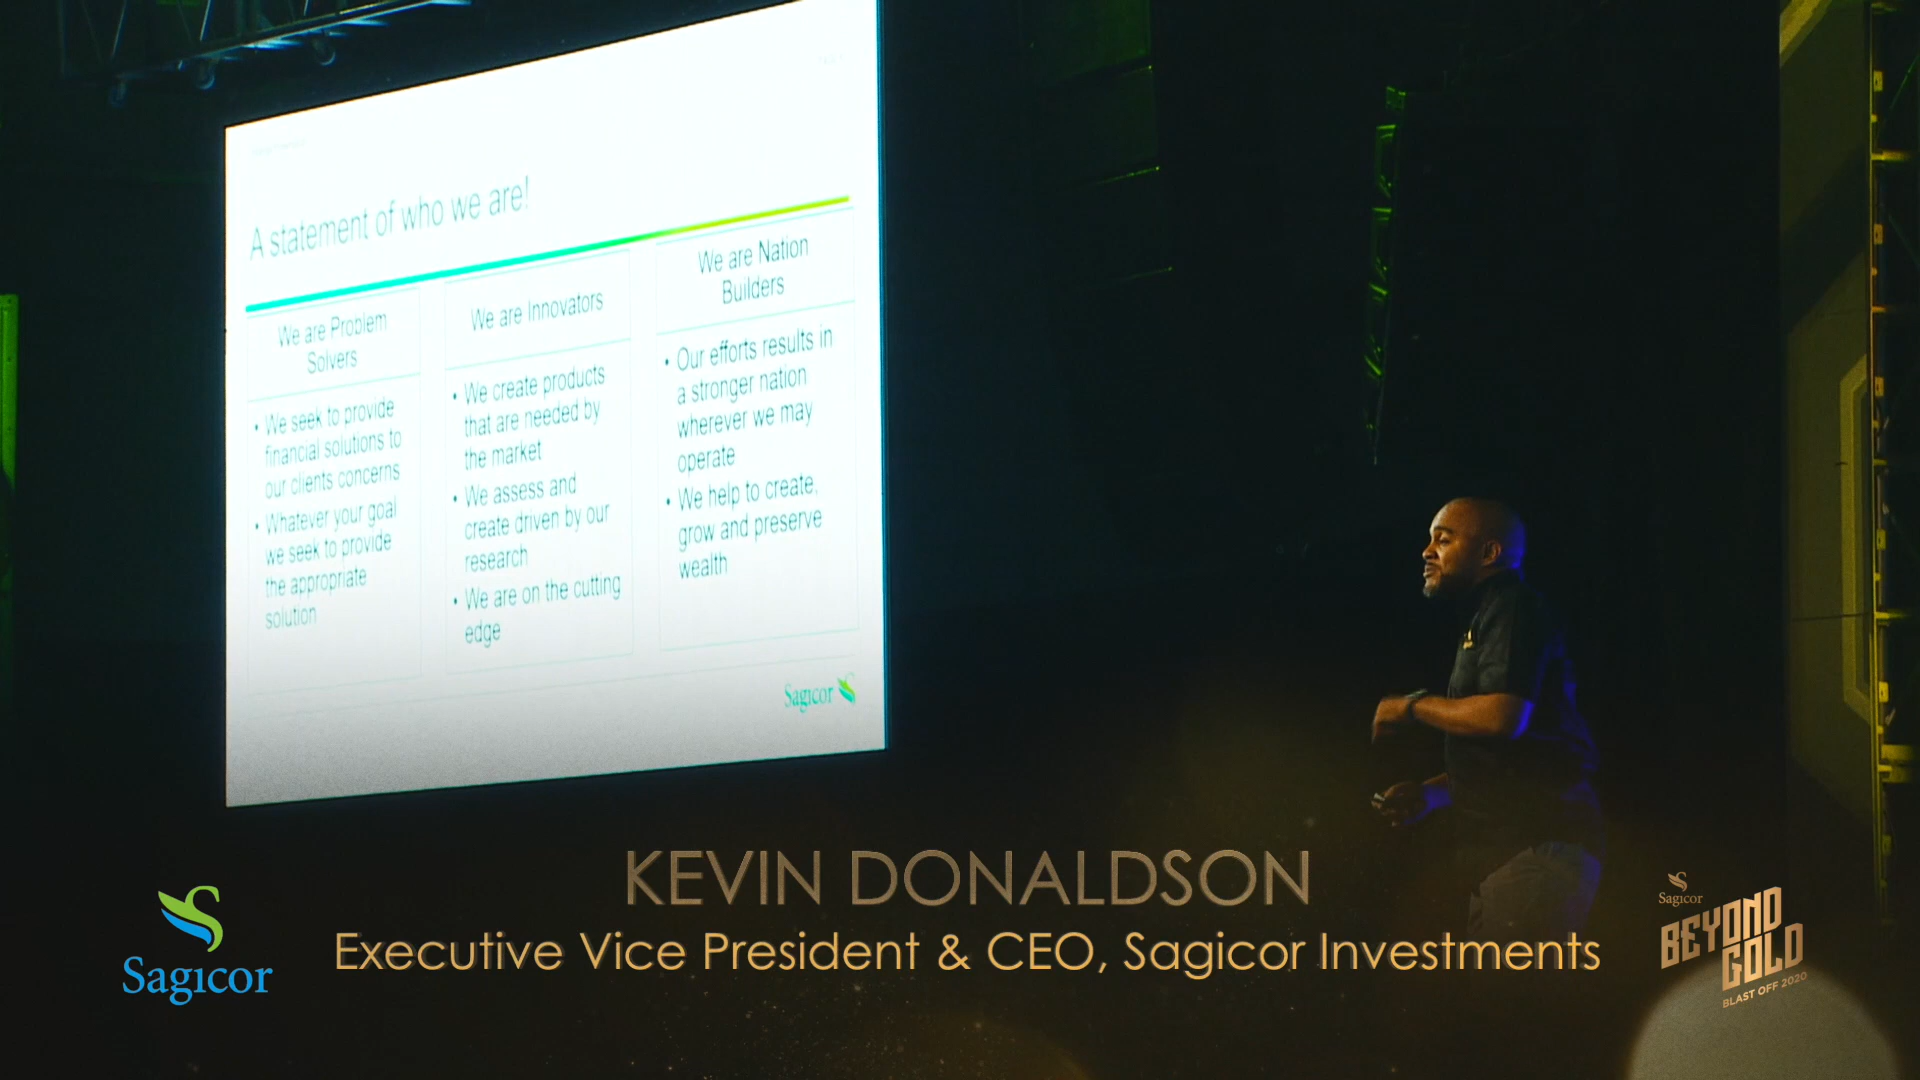 A statement of who we are!
We are Problem
Solvers
• We seek to provide
financial solutions to
our clients concerns
• Whatever your goal
we seek to provide
the appropriate
solution
We are Innovators
• We create products
that are needed by
the market
• We assess and
create driven by our
research
• We are on the cutting
edge
We are Nation
Builders
• Our efforts results in
a stronger nation
wherever we may
operate
• We help to create,
grow and preserve
wealth
Sagicor
KEVIN DONALDSON
Executive Vice President & CEO, Sagicor Investments
Sagicor
Sagicor
BEYOND
GOLD
BLAST OFF 2020